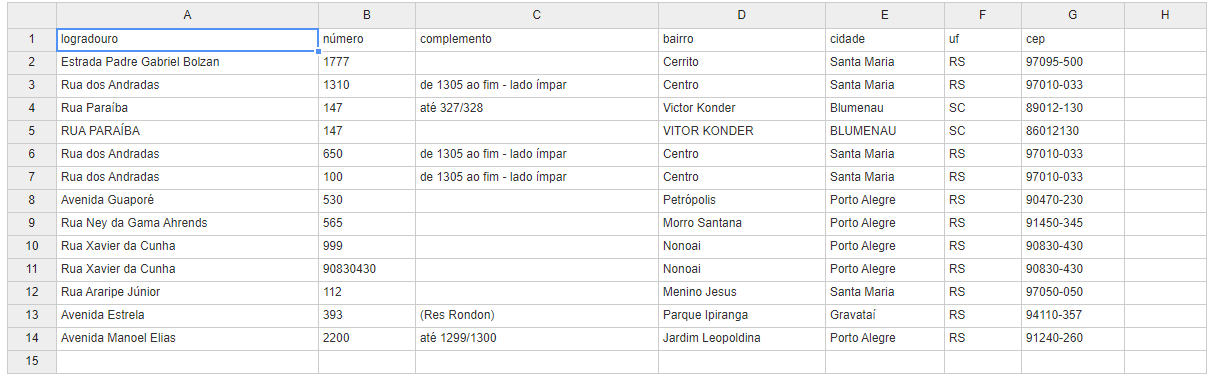 A B C D E F G H
1 logradouro número complemento bairro cidade uf cep
2 Estrada Padre Gabriel Bolzan 1777 Cerrito Santa Maria RS 97095-500
3 Rua dos Andradas 1310 de 1305 ao fim - lado ímpar Centro Santa Maria RS 97010-033
4 Rua Paraíba 147 até 327/328 Victor Konder Blumenau SC 89012-130
5 RUA PARAÍBA 147 VITOR KONDER BLUMENAU SC 86012130
6 Rua dos Andradas 650 de 1305 ao fim - lado ímpar Centro Santa Maria RS 97010-033
7 Rua dos Andradas 100 de 1305 ao fim - lado ímpar Centro Santa Maria RS 97010-033
8 Avenida Guaporé 530 Petrópolis Porto Alegre RS 90470-230
9 Rua Ney da Gama Ahrends 565 Morro Santana Porto Alegre RS 91450-345
10 Rua Xavier da Cunha 999 Nonoai Porto Alegre RS 90830-430
11 Rua Xavier da Cunha 90830430 Nonoai Porto Alegre RS 90830-430
12 Rua Araripe Júnior 112 Menino Jesus Santa Maria RS 97050-050
13 Avenida Estrela 393 (Res Rondon) Parque Ipiranga Gravataí RS 94110-357
14 Avenida Manoel Elias 2200 até 1299/1300 Jardim Leopoldina Porto Alegre RS 91240-260
15